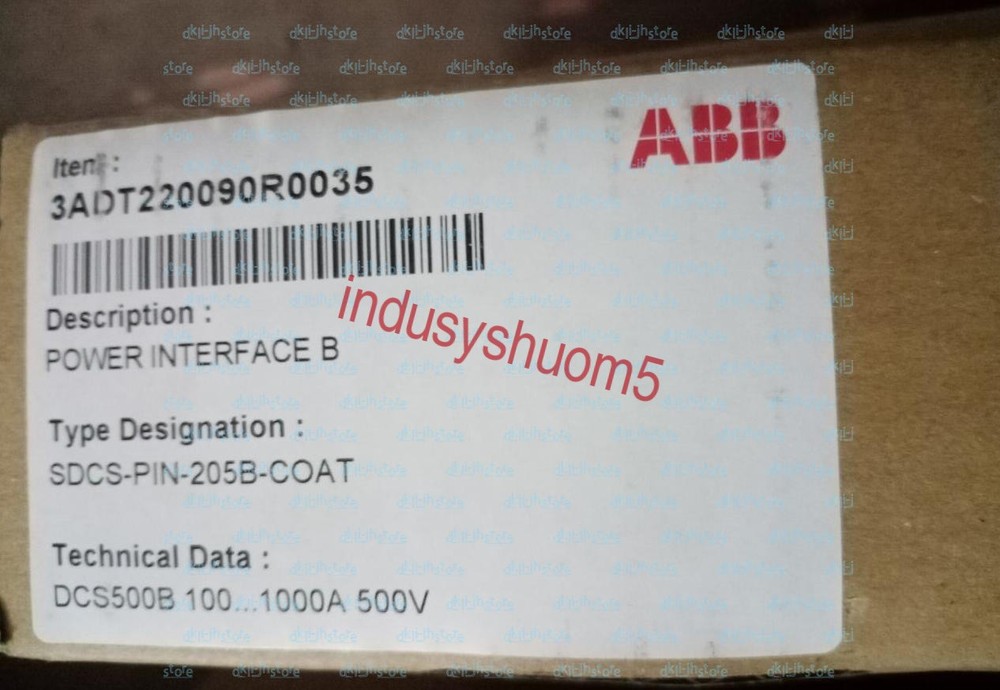 ABB
Item :
3ADT220090R0035
indusyshuom5
Description :
POWER INTERFACE B
Type Designation :
SDCS-PIN-205B-COAT
Technical Data :
DCS500B 100...1000A 500V